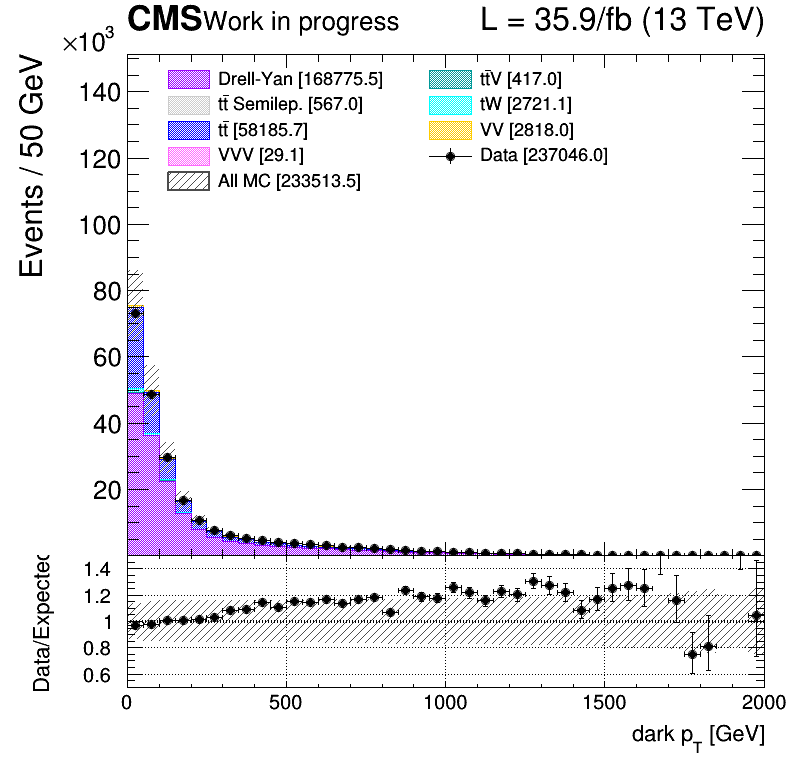 CMS Work in progress L = 35.9/fb (13 TeV)
×10³
Events / 50 GeV
140
120
100
80
60
40
20
Drell-Yan [168775.5]
tt̄ Semilep. [567.0]
tt̄ [58185.7]
VVV [29.1]
All MC [233513.5]
tt̄V [417.0]
tW [2721.1]
VV [2818.0]
Data [237046.0]
Data/Expected
1.4
1.2
1
0.8
0.6
0 500 1000 1500 2000
dark p_T [GeV]